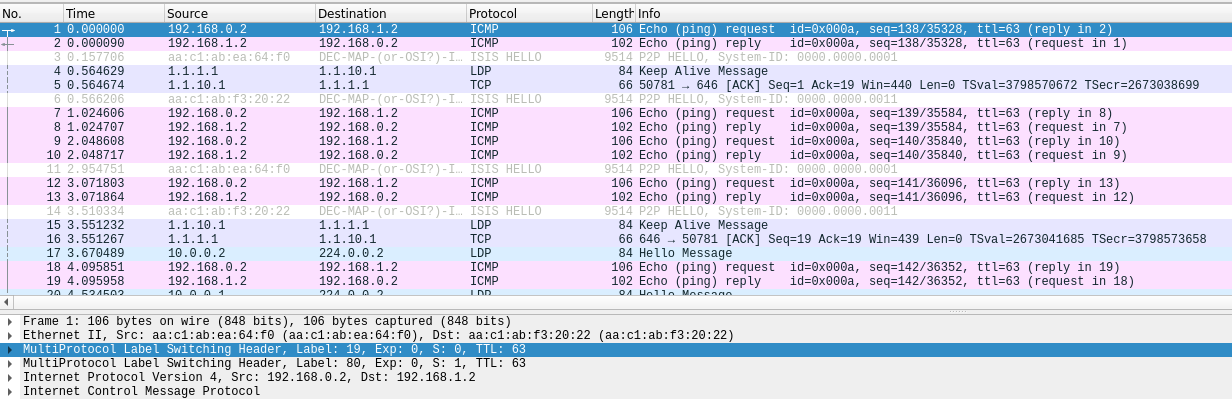 No. Time Source Destination Protocol Length Info
1 0.000000 192.168.0.2 192.168.1.2 ICMP 106 Echo (ping) request id=0x000a, seq=138/35328, ttl=63 (reply in 2)
2 0.000090 192.168.1.2 192.168.0.2 ICMP 102 Echo (ping) reply id=0x000a, seq=138/35328, ttl=63 (request in 1)
3 0.157706 aa:c1:ab:ea:64:f0 DEC-MAP-(or-OSI?)-I… ISIS HELLO 9514 P2P HELLO, System-ID: 0000.0000.0001
4 0.564629 1.1.1.1 1.1.10.1 LDP 84 Keep Alive Message
5 0.564674 1.1.10.1 1.1.1.1 TCP 66 50781 → 646 [ACK] Seq=1 Ack=19 Win=440 Len=0 TSval=3798570672 TSecr=2673038699
6 0.566206 aa:c1:ab:f3:20:22 DEC-MAP-(or-OSI?)-I… ISIS HELLO 9514 P2P HELLO, System-ID: 0000.0000.0011
7 1.024606 192.168.0.2 192.168.1.2 ICMP 106 Echo (ping) request id=0x000a, seq=139/35584, ttl=63 (reply in 8)
8 1.024707 192.168.1.2 192.168.0.2 ICMP 102 Echo (ping) reply id=0x000a, seq=139/35584, ttl=63 (request in 7)
9 2.048608 192.168.0.2 192.168.1.2 ICMP 106 Echo (ping) request id=0x000a, seq=140/35840, ttl=63 (reply in 10)
10 2.048717 192.168.1.2 192.168.0.2 ICMP 102 Echo (ping) reply id=0x000a, seq=140/35840, ttl=63 (request in 9)
11 2.954751 aa:c1:ab:ea:64:f0 DEC-MAP-(or-OSI?)-I… ISIS HELLO 9514 P2P HELLO, System-ID: 0000.0000.0001
12 3.071803 192.168.0.2 192.168.1.2 ICMP 106 Echo (ping) request id=0x000a, seq=141/36096, ttl=63 (reply in 13)
13 3.071864 192.168.1.2 192.168.0.2 ICMP 102 Echo (ping) reply id=0x000a, seq=141/36096, ttl=63 (request in 12)
14 3.510334 aa:c1:ab:f3:20:22 DEC-MAP-(or-OSI?)-I… ISIS HELLO 9514 P2P HELLO, System-ID: 0000.0000.0011
15 3.551232 1.1.10.1 1.1.1.1 LDP 84 Keep Alive Message
16 3.551267 1.1.1.1 1.1.10.1 TCP 66 646 → 50781 [ACK] Seq=19 Ack=19 Win=439 Len=0 TSval=2673041685 TSecr=3798573658
17 3.670489 10.0.0.2 224.0.0.2 LDP 84 Hello Message
18 4.095851 192.168.0.2 192.168.1.2 ICMP 106 Echo (ping) request id=0x000a, seq=142/36352, ttl=63 (reply in 19)
19 4.095958 192.168.1.2 192.168.0.2 ICMP 102 Echo (ping) reply id=0x000a, seq=142/36352, ttl=63 (request in 18)
20 4.534503 10.0.0.1 224.0.0.2 LDP 84 Hello Message
Frame 1: 106 bytes on wire (848 bits), 106 bytes captured (848 bits)
Ethernet II, Src: aa:c1:ab:ea:64:f0 (aa:c1:ab:ea:64:f0), Dst: aa:c1:ab:f3:20:22 (aa:c1:ab:f3:20:22)
MultiProtocol Label Switching Header, Label: 19, Exp: 0, S: 0, TTL: 63
MultiProtocol Label Switching Header, Label: 80, Exp: 0, S: 1, TTL: 63
Internet Protocol Version 4, Src: 192.168.0.2, Dst: 192.168.1.2
Internet Control Message Protocol